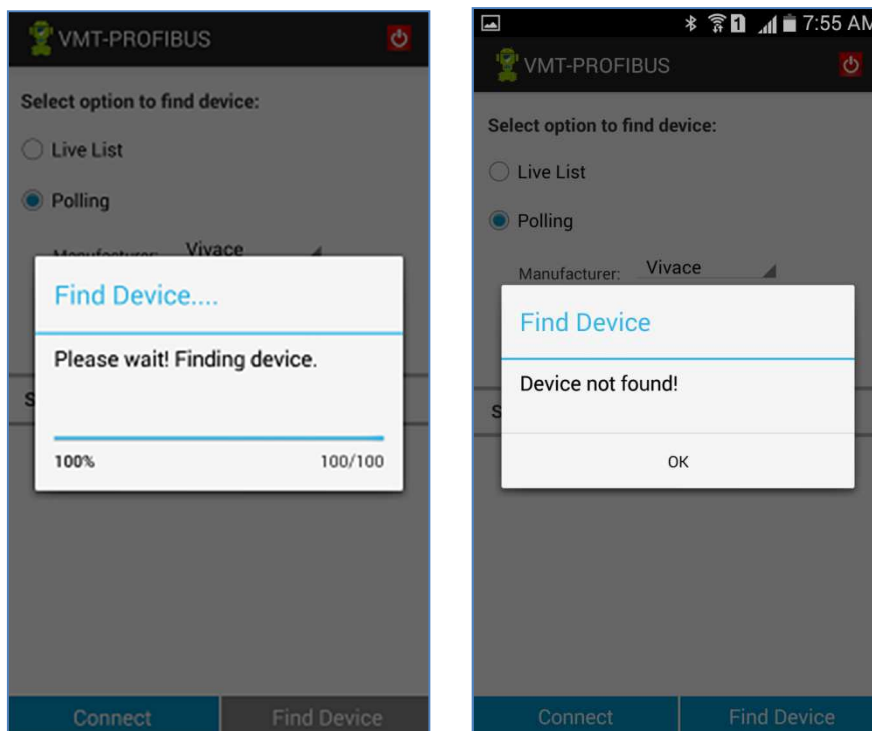 VMT-PROFIBUS
Select option to find device:
Live List
Polling
Manufacturer: Vivace
Find Device....
Please wait! Finding device.
S
100%
100/100
Connect
Find Device
1
7:55 AM
VMT-PROFIBUS
Select option to find device:
Live List
Polling
Manufacturer: Vivace
Find Device
Device not found!
S
OK
Connect
Find Device